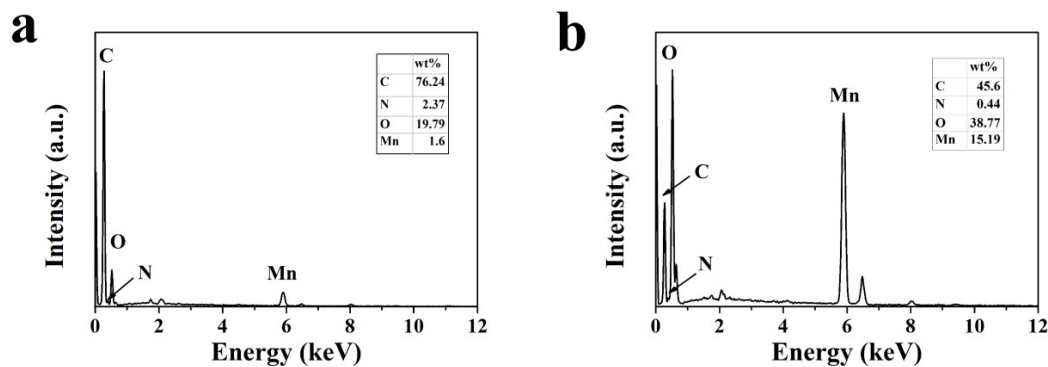 a
C
wt%
C 76.24
N 2.37
O 19.79
Mn 1.6
O
N
Mn
Intensity (a.u.)
0 2 4 6 8 10 12
Energy (keV)
b
O
wt%
C 45.6
N 0.44
O 38.77
Mn 15.19
Mn
C
N
Intensity (a.u.)
0 2 4 6 8 10 12
Energy (keV)